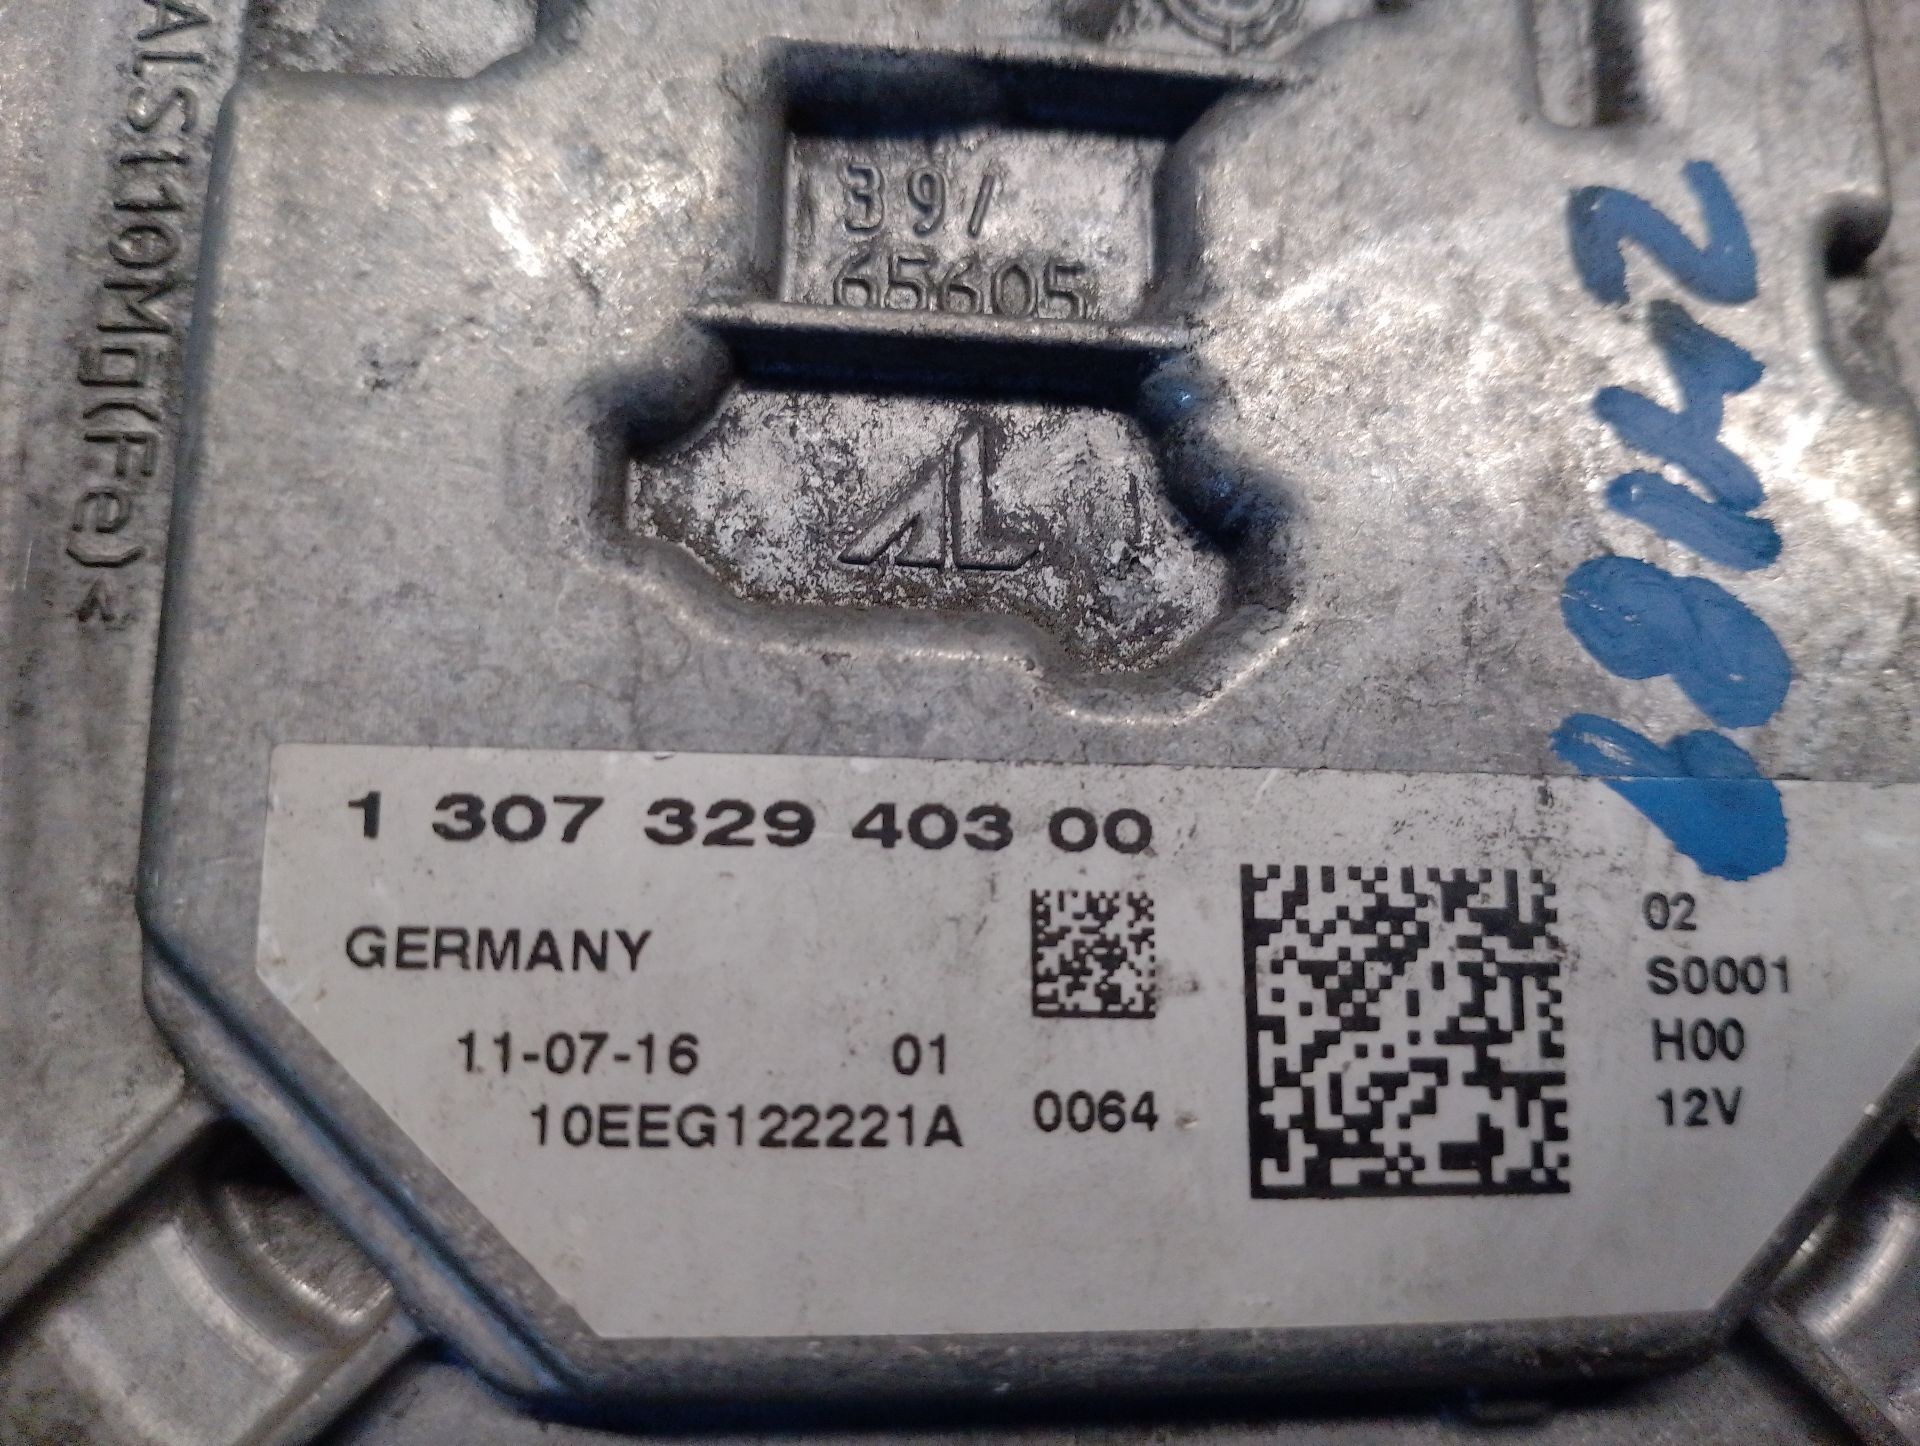 ALSI10Mg(Fe)<
39/
65605
AL
1 307 329 403 00
GERMANY
11-07-16 01
10EEG122221A 0064
02
S0001
H00
12V